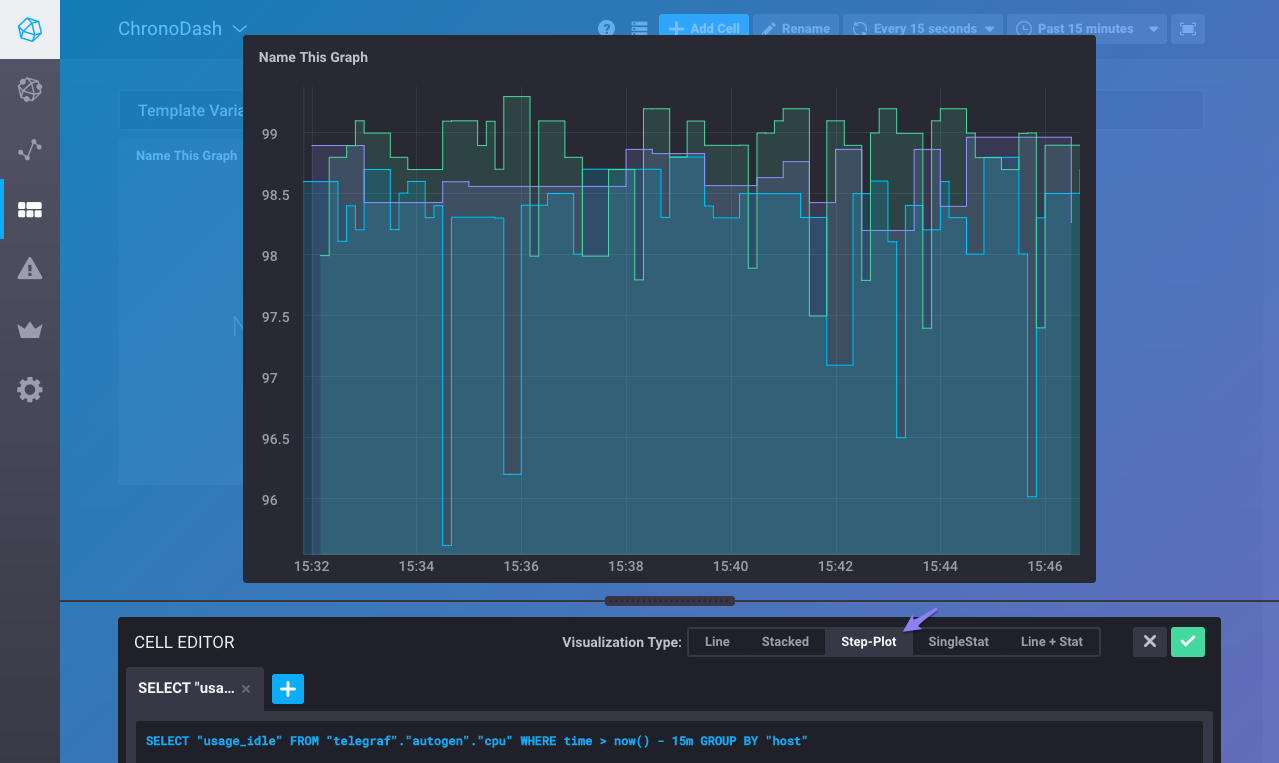 ChronoDash
?
Add Cell
Rename
Every 15 seconds
Past 15 minutes
Name This Graph
Template Varia
Name This Graph
N
99
98.5
98
97.5
97
96.5
96
15:32 15:34 15:36 15:38 15:40 15:42 15:44 15:46
CELL EDITOR
Visualization Type: Line Stacked Step-Plot SingleStat Line + Stat
SELECT "usa...
SELECT "usage_idle" FROM "telegraf"."autogen"."cpu" WHERE time > now() - 15m GROUP BY "host"